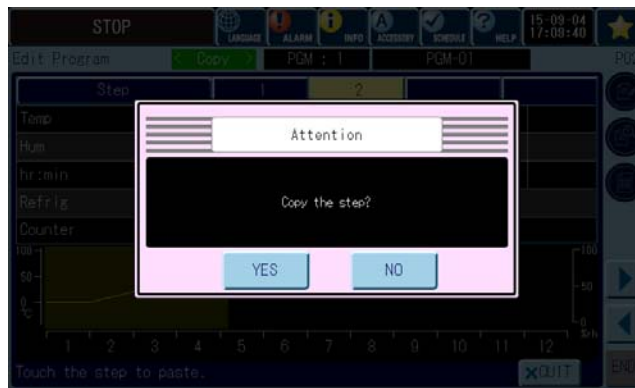 STOP
LANGUAGE
ALARM
INFO
ACCESSORY
SCHEDULE
HELP
15-09-04
17:09:40
Edit Program
< Copy >
PGM : 1
PGM-01
Step 1 2
Temp
Hum
hr:min
Refrig
Counter
Attention
Copy the step?
YES NO
100
50
0
℃
100
50
0
%rh
1 2 3 4 5 6 7 8 9 10 11 12
Touch the step to paste.
×QUIT
END